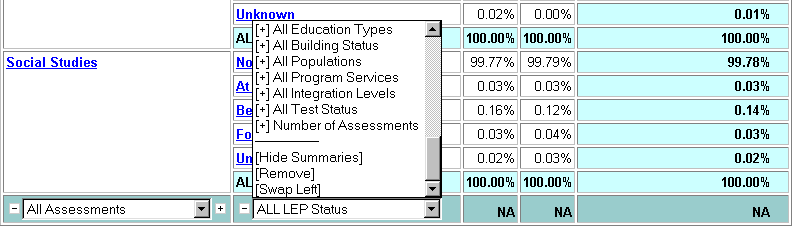 Unknown 0.02% 0.00% 0.01%
AL 100.00% 100.00% 100.00%
[+] All Education Types
[+] All Building Status
[+] All Populations
[+] All Program Services
[+] All Integration Levels
[+] All Test Status
[+] Number of Assessments
[Hide Summaries]
[Remove]
[Swap Left]
Social Studies No 99.77% 99.79% 99.78%
At 0.03% 0.03% 0.03%
Be 0.16% 0.12% 0.14%
Fo 0.03% 0.04% 0.03%
Un 0.02% 0.03% 0.02%
AL 100.00% 100.00% 100.00%
All Assessments ALL LEP Status NA NA NA